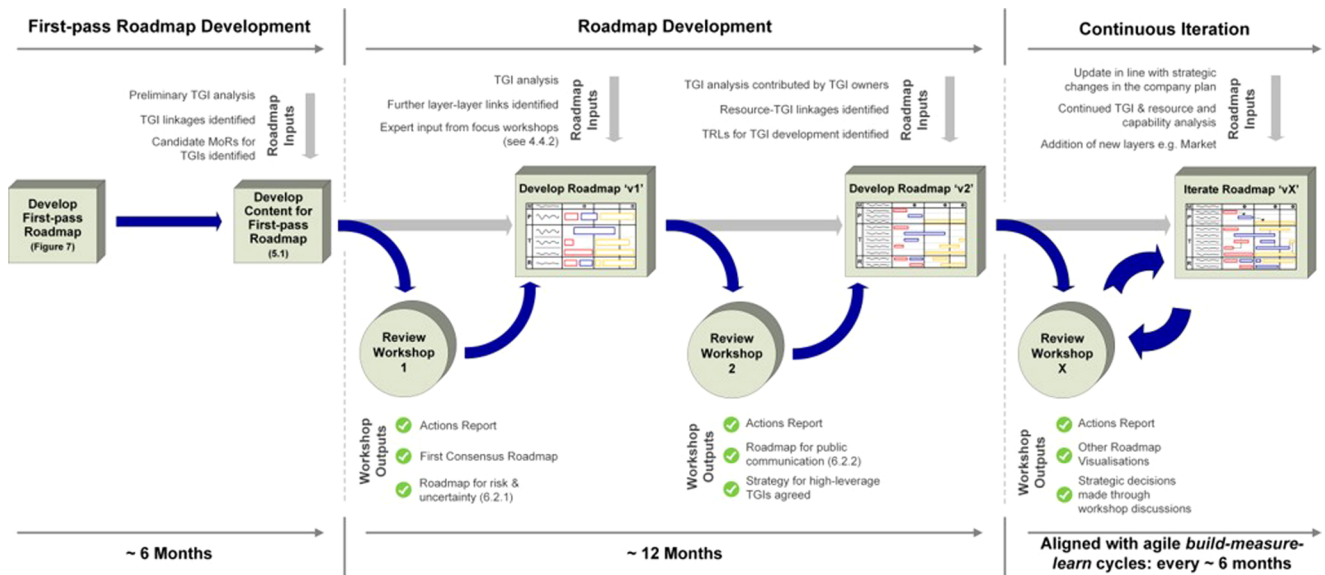 First-pass Roadmap Development
Roadmap Development
Continuous Iteration
Preliminary TGI analysis
TGI linkages identified
Candidate MoRs for
TGIs identified
Roadmap
Inputs
TGI analysis
Further layer-layer links identified
Expert input from focus workshops
(see 4.4.2)
Roadmap
Inputs
TGI analysis contributed by TGI owners
Resource-TGI linkages identified
TRLs for TGI development identified
Roadmap
Inputs
Update in line with strategic
changes in the company plan
Continued TGI & resource and
capability analysis
Addition of new layers e.g. Market
Roadmap
Inputs
Develop
First-pass
Roadmap
(Figure 7)
Develop
Content for
First-pass
Roadmap
(5.1)
Develop Roadmap ‘v1’
P
T
R
Develop Roadmap ‘v2’
P
T
R
Iterate Roadmap ‘vX’
P
T
R
Review
Workshop
1
Review
Workshop
2
Review
Workshop
X
Workshop
Outputs
Actions Report
First Consensus Roadmap
Roadmap for risk &
uncertainty (6.2.1)
Workshop
Outputs
Actions Report
Roadmap for public
communication (6.2.2)
Strategy for high-leverage
TGIs agreed
Workshop
Outputs
Actions Report
Other Roadmap
Visualisations
Strategic decisions
made through
workshop discussions
~ 6 Months
~ 12 Months
Aligned with agile build-measure-
learn cycles: every ~ 6 months